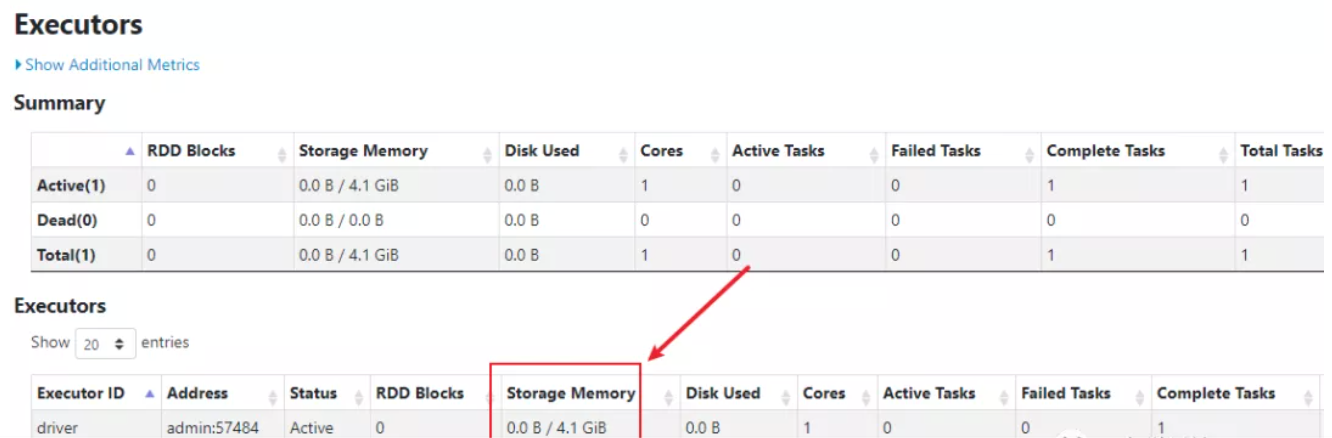 Executors
Show Additional Metrics
Summary
RDD Blocks Storage Memory Disk Used Cores Active Tasks Failed Tasks Complete Tasks Total Tasks
Active(1) 0 0.0 B / 4.1 GiB 0.0 B 1 0 0 1 1
Dead(0) 0 0.0 B / 0.0 B 0.0 B 0 0 0 0 0
Total(1) 0 0.0 B / 4.1 GiB 0.0 B 1 0 0 1 1
Executors
Show 20 entries
Executor ID Address Status RDD Blocks Storage Memory Disk Used Cores Active Tasks Failed Tasks Complete Tasks
driver admin:57484 Active 0 0.0 B / 4.1 GiB 0.0 B 1 0 0 1